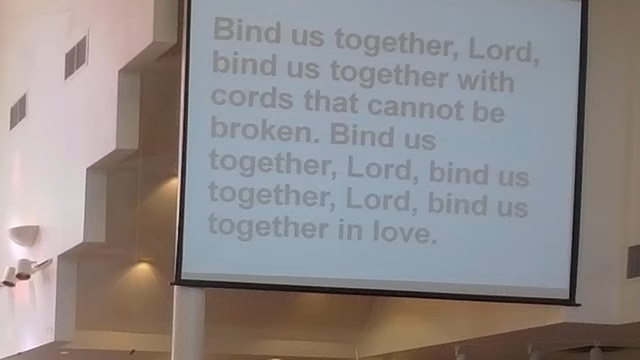 Bind us together, Lord,
bind us together with
cords that cannot be
broken. Bind us
together, Lord, bind us
together, Lord, bind us
together in love.